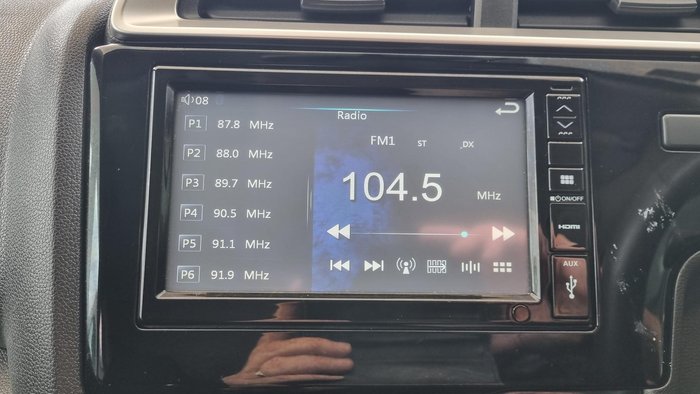 08
Radio
P1 87.8 MHz
P2 88.0 MHz
P3 89.7 MHz
P4 90.5 MHz
P5 91.1 MHz
P6 91.9 MHz
FM1 ST DX
104.5 MHz
ON/OFF
HDMI
AUX